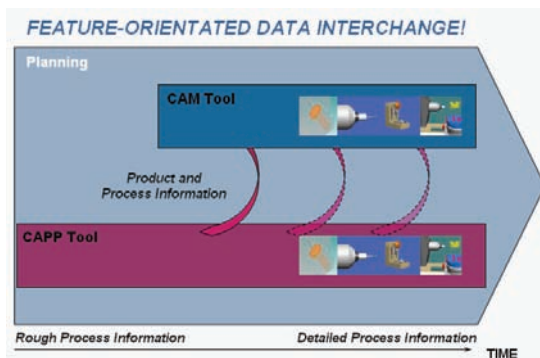 FEATURE-ORIENTATED DATA INTERCHANGE!
Planning
CAM Tool
Product and
Process Information
CAPP Tool
Rough Process Information
Detailed Process Information
TIME